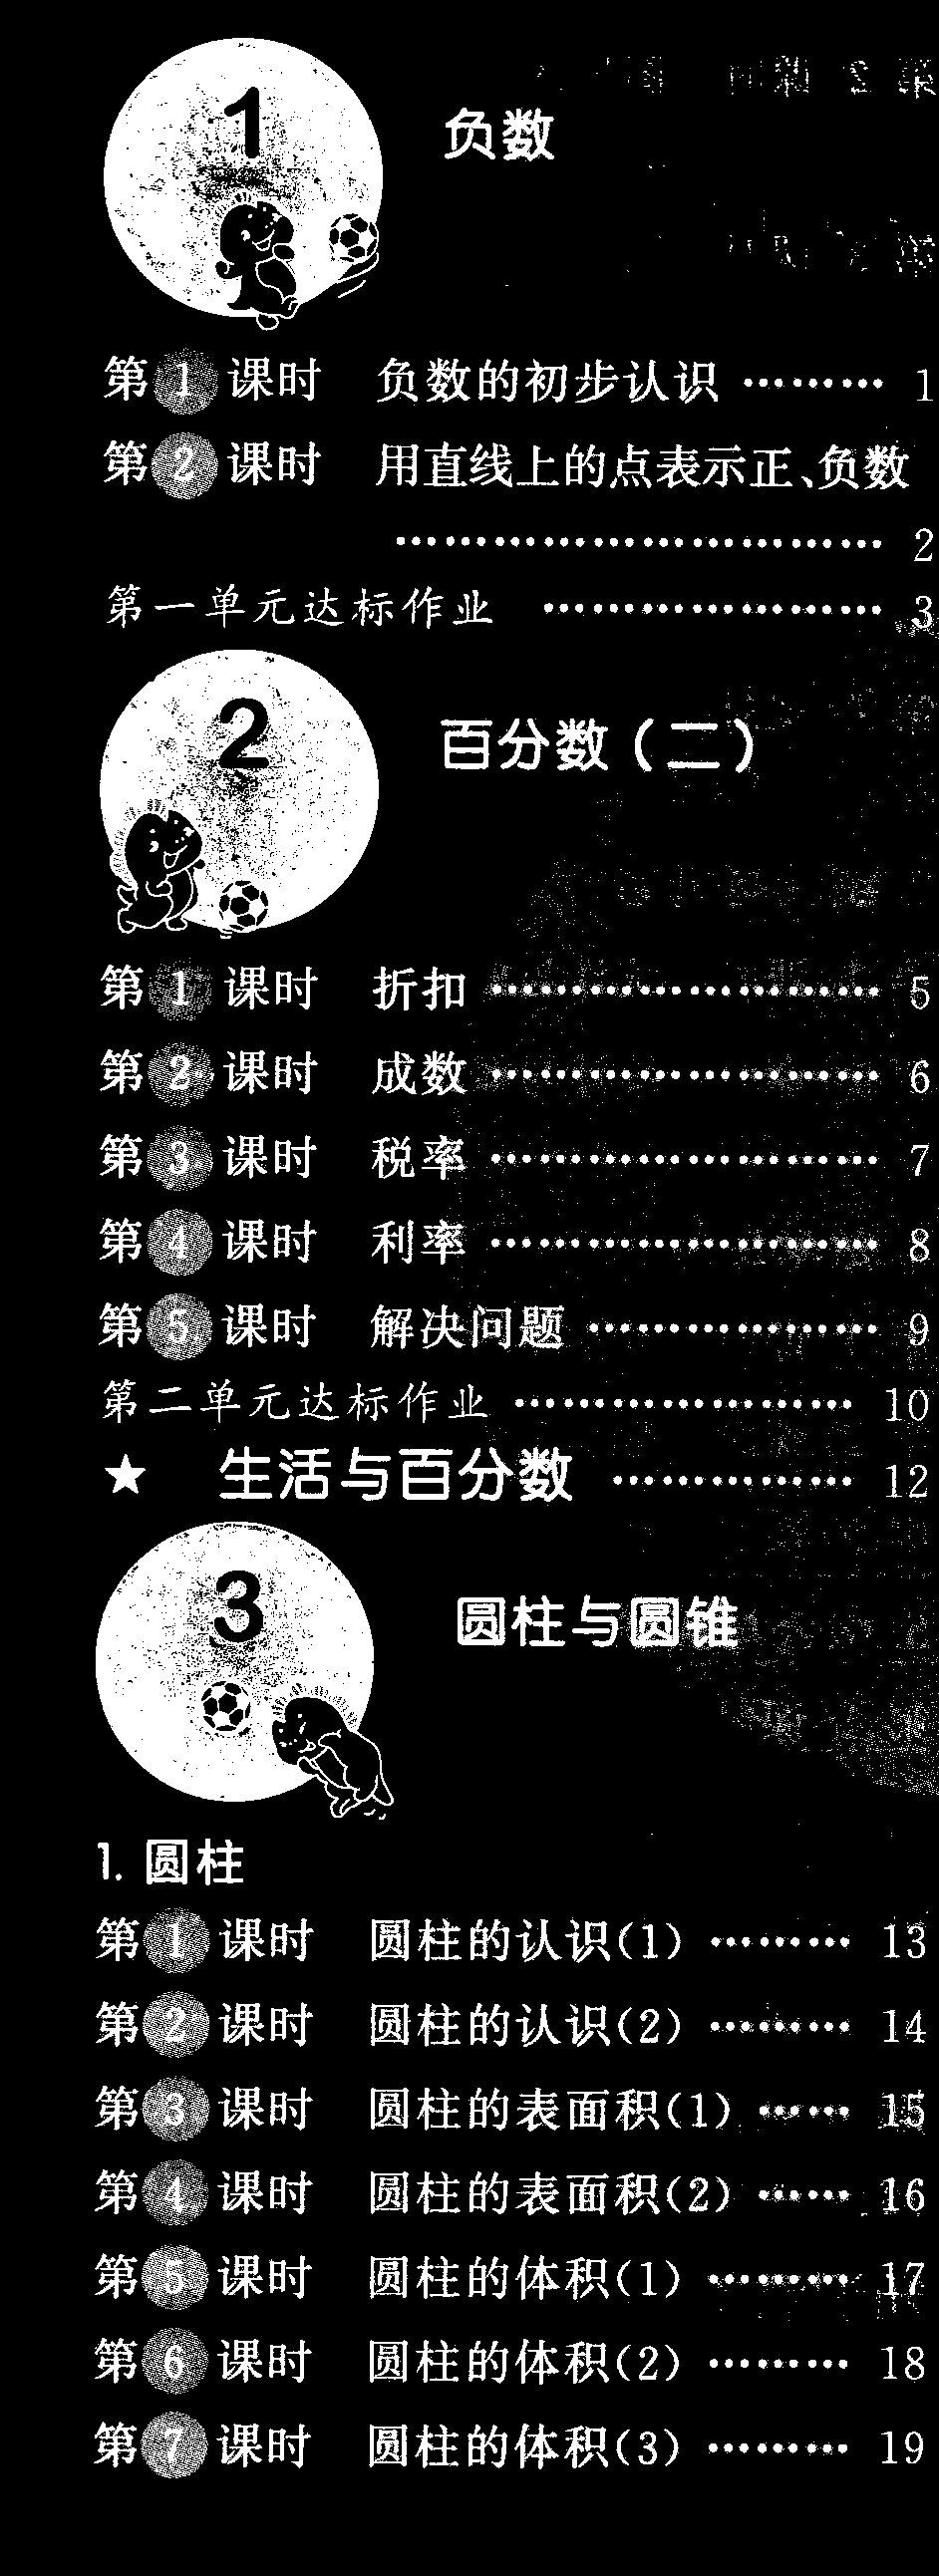 1
负数
第1课时 负数的初步认识 ……… 1
第2课时 用直线上的点表示正、负数
…………………………… 2
第一单元达标作业 ………………… 3
2
百分数(二)
第1课时 折扣 …………………… 5
第2课时 成数 …………………… 6
第3课时 税率 …………………… 7
第4课时 利率 …………………… 8
第5课时 解决问题 ……………… 9
第二单元达标作业 ………………… 10
★ 生活与百分数 …………… 12
3
圆柱与圆锥
1. 圆柱
第1课时 圆柱的认识(1) ……… 13
第2课时 圆柱的认识(2) ……… 14
第3课时 圆柱的表面积(1) …… 15
第4课时 圆柱的表面积(2) …… 16
第5课时 圆柱的体积(1) ……… 17
第6课时 圆柱的体积(2) ……… 18
第7课时 圆柱的体积(3) ……… 19